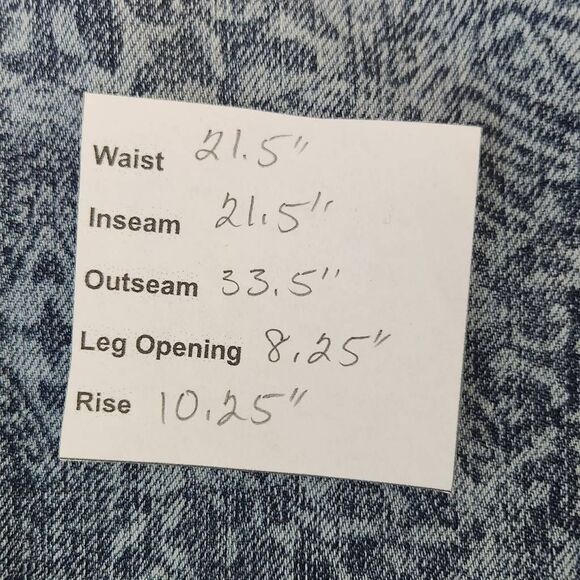 Waist 21.5"
Inseam 21.5"
Outseam 33.5"
Leg Opening 8.25"
Rise 10.25"